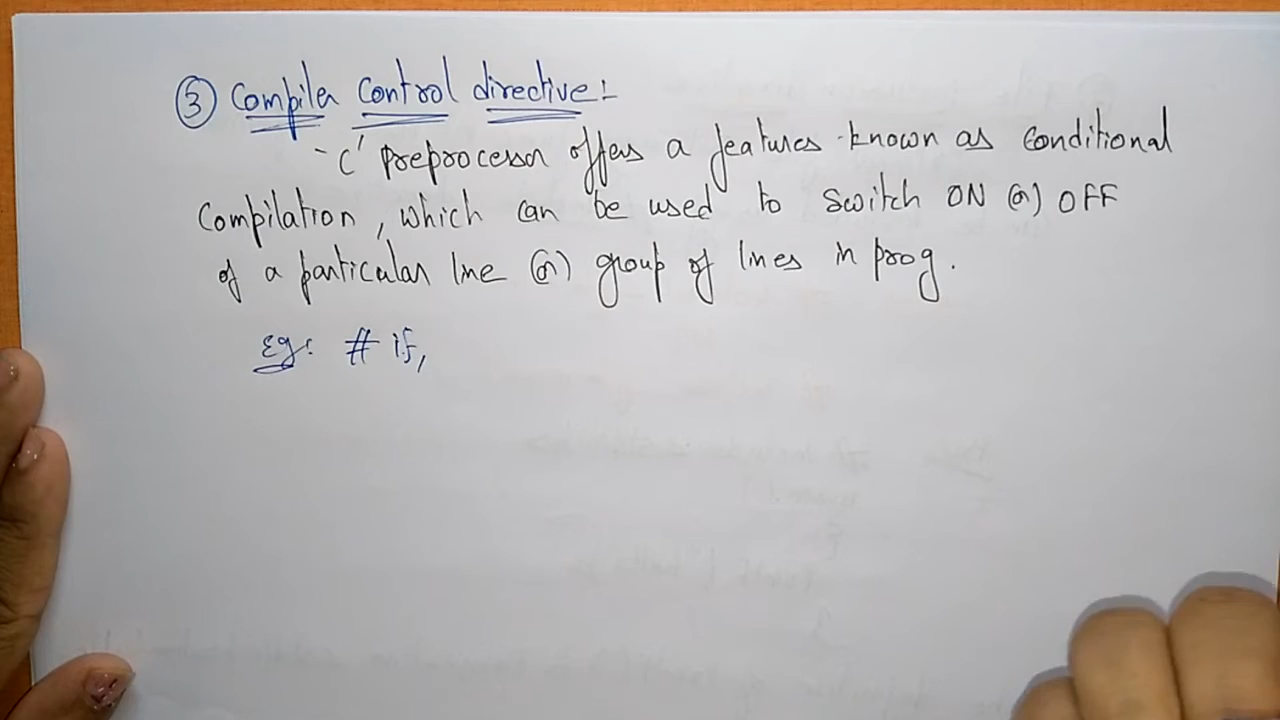 ③ Compiler Control directive:-
- 'C' preprocessor offers a features known as Conditional
Compilation, which can be used to switch ON (or) OFF
of a particular line (or) group of lines in prog.
Eg: # if,